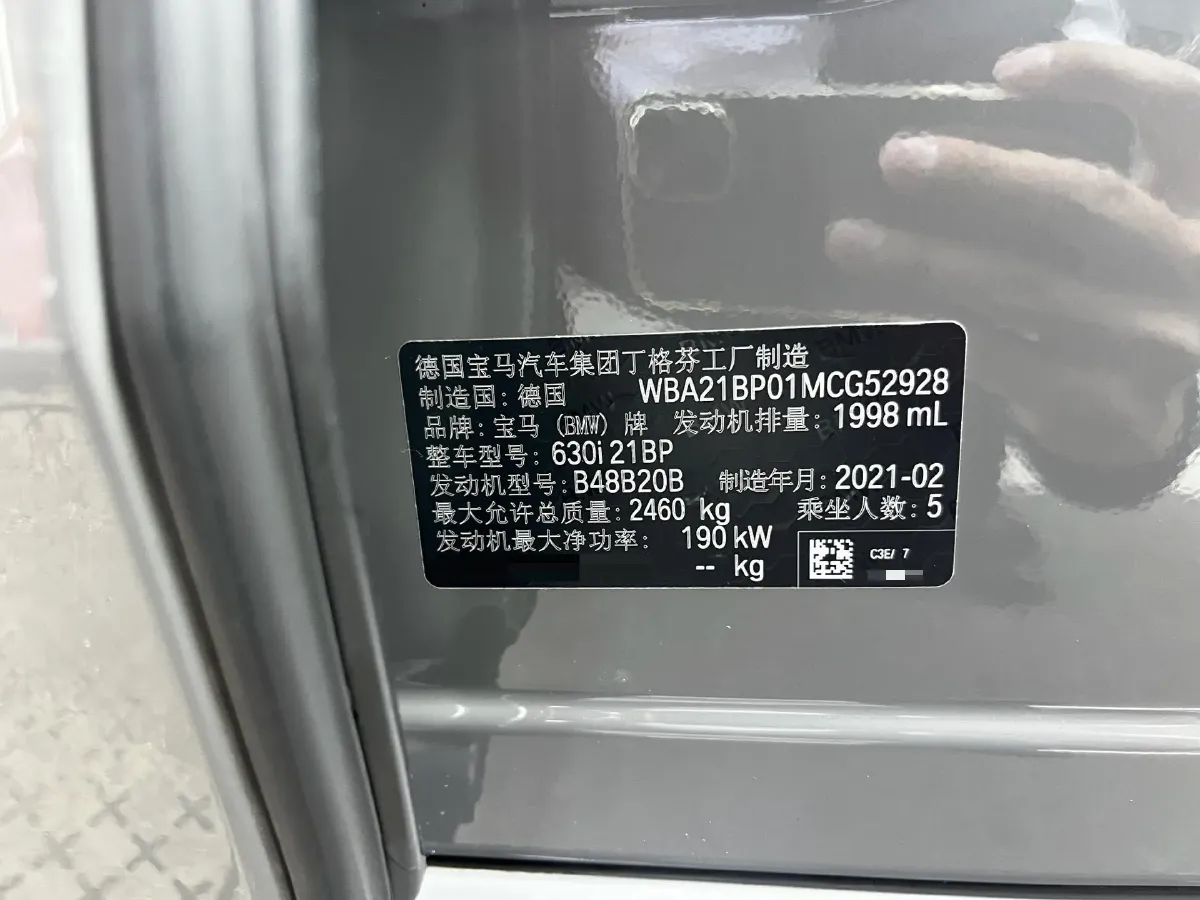 德国宝马汽车集团丁格芬工厂制造
制造国：德国 WBA21BP01MCG52928
品牌：宝马（BMW）牌 发动机排量：1998 mL
整车型号：630i 21BP
发动机型号：B48B20B 制造年月：2021-02
最大允许总质量：2460 kg 乘坐人数：5
发动机最大净功率： 190 kW
-- kg
C3E/ 7